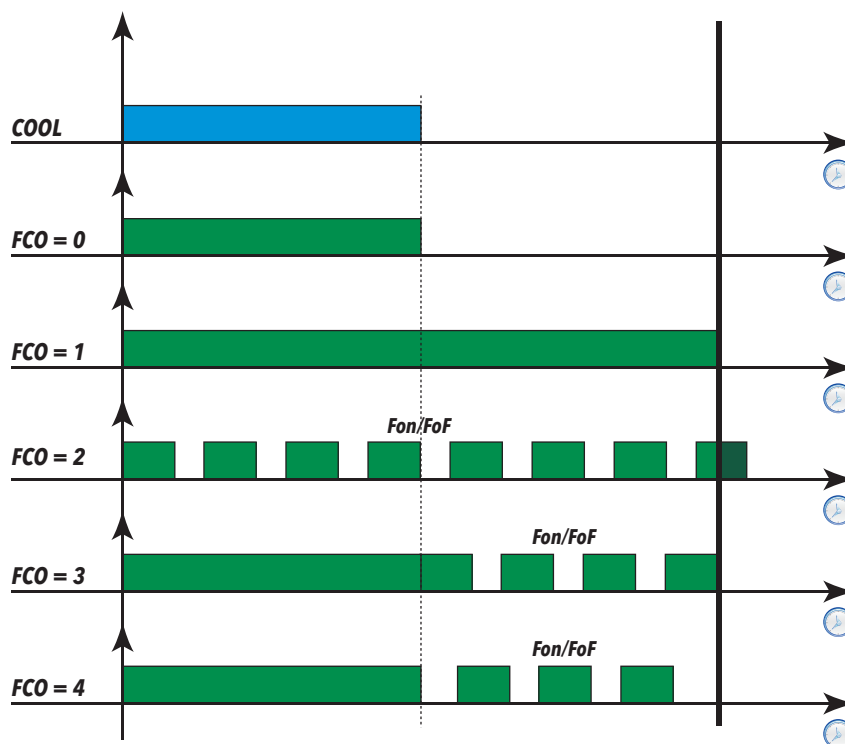 COOL
FCO = 0
FCO = 1
Fon/FoF
FCO = 2
Fon/FoF
FCO = 3
Fon/FoF
FCO = 4